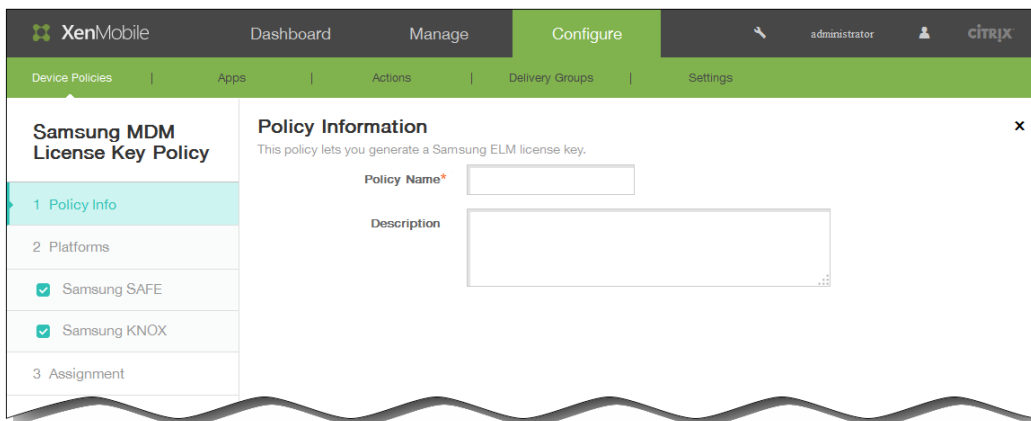 XenMobile Dashboard Manage Configure administrator CİTRIX
Device Policies | Apps | Actions | Delivery Groups | Settings
Samsung MDM
License Key Policy
1 Policy Info
2 Platforms
Samsung SAFE
Samsung KNOX
3 Assignment
Policy Information
x
This policy lets you generate a Samsung ELM license key.
Policy Name*
Description